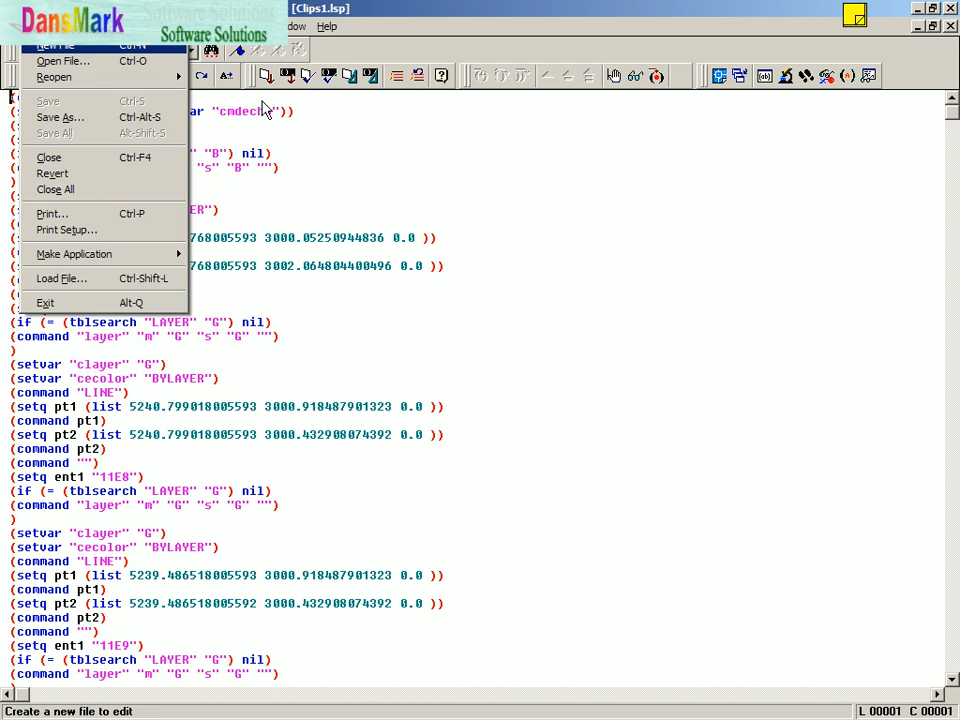 [Clips1.lsp]
DansMark
Software Solutions
Software Solutions
dow Help
New File Ctrl-N
Open File... Ctrl-O
Reopen
Save Ctrl-S
Save As... Ctrl-Alt-S
Save All Alt-Shift-S
Close Ctrl-F4
Revert
Close All
Print... Ctrl-P
Print Setup...
Make Application
Load File... Ctrl-Shift-L
Exit Alt-Q
ar "cmdech "))
"B") nil)
"s" "B" "")
ER")
768005593 3000.05250944836 0.0 ))
768005593 3002.064804400496 0.0 ))
(if (= (tblsearch "LAYER" "G") nil)
(command "layer" "m" "G" "s" "G" "")
)
(setvar "clayer" "G")
(setvar "cecolor" "BYLAYER")
(command "LINE")
(setq pt1 (list 5240.799018005593 3000.918487901323 0.0 ))
(command pt1)
(setq pt2 (list 5240.799018005593 3000.432908074392 0.0 ))
(command pt2)
(command "")
(setq ent1 "11E8")
(if (= (tblsearch "LAYER" "G") nil)
(command "layer" "m" "G" "s" "G" "")
)
(setvar "clayer" "G")
(setvar "cecolor" "BYLAYER")
(command "LINE")
(setq pt1 (list 5239.486518005593 3000.918487901323 0.0 ))
(command pt1)
(setq pt2 (list 5239.486518005592 3000.432908074392 0.0 ))
(command pt2)
(command "")
(setq ent1 "11E9")
(if (= (tblsearch "LAYER" "G") nil)
(command "layer" "m" "G" "s" "G" "")
Create a new file to edit
L 00001 C 00001